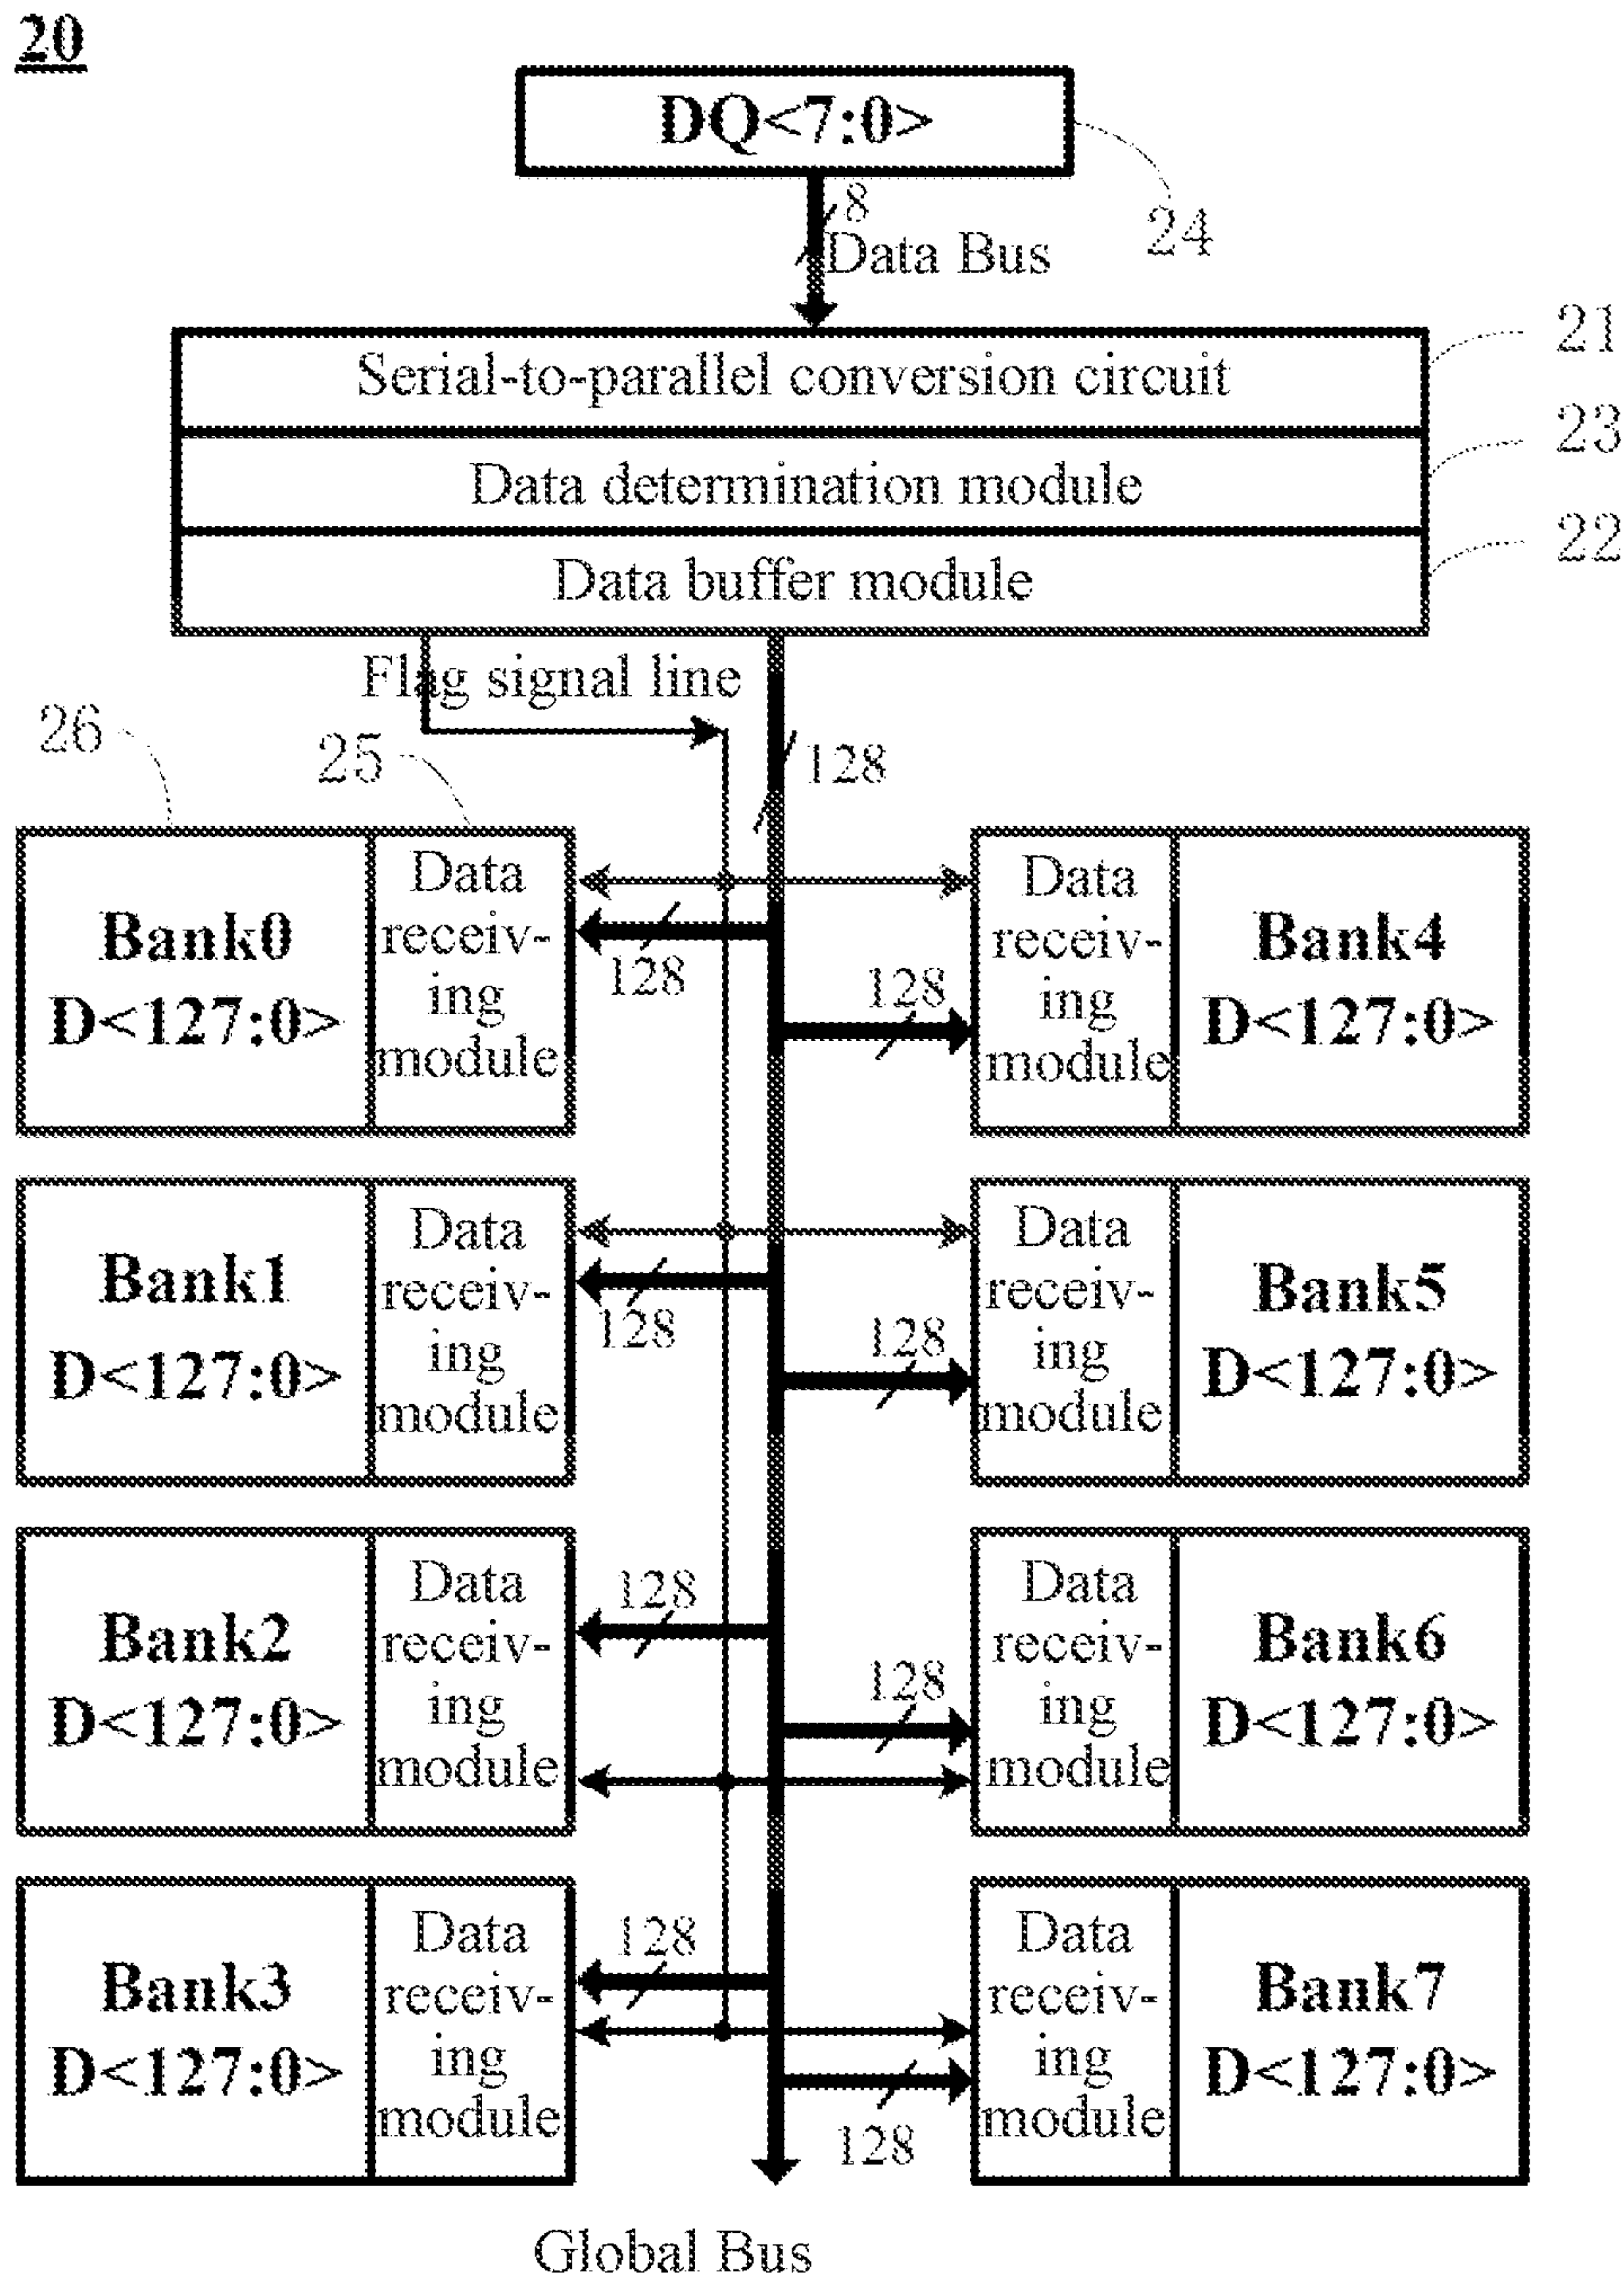 20
DQ<7:0>
8
Data Bus
24
Serial-to-parallel conversion circuit
21
Data determination module
23
Data buffer module
22
Flag signal line
128
26
25
Bank0
D<127:0>
Data
receiv-
ing
module
128
128
Data
receiv-
ing
module
Bank4
D<127:0>
Bank1
D<127:0>
Data
receiv-
ing
module
128
128
Data
receiv-
ing
module
Bank5
D<127:0>
Bank2
D<127:0>
Data
receiv-
ing
module
128
128
Data
receiv-
ing
module
Bank6
D<127:0>
Bank3
D<127:0>
Data
receiv-
ing
module
128
128
Data
receiv-
ing
module
Bank7
D<127:0>
Global Bus